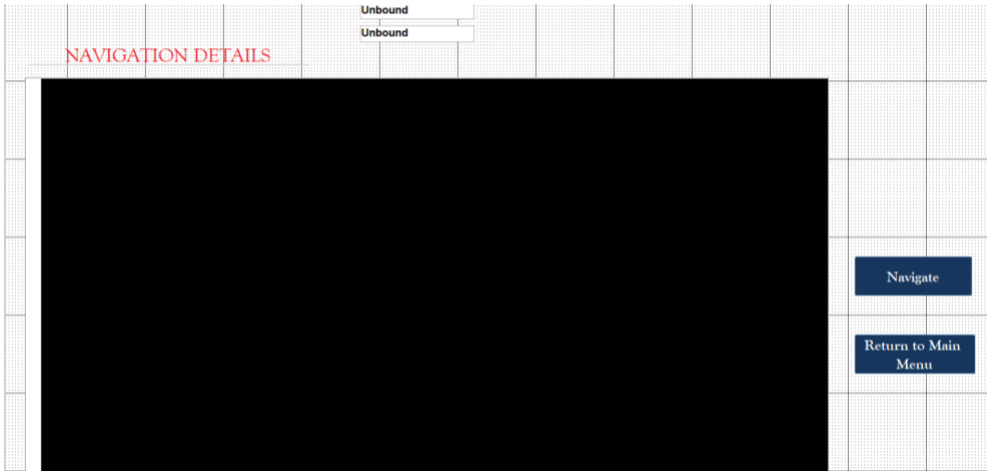 Unbound
Unbound
NAVIGATION DETAILS
Navigate
Return to Main
Menu